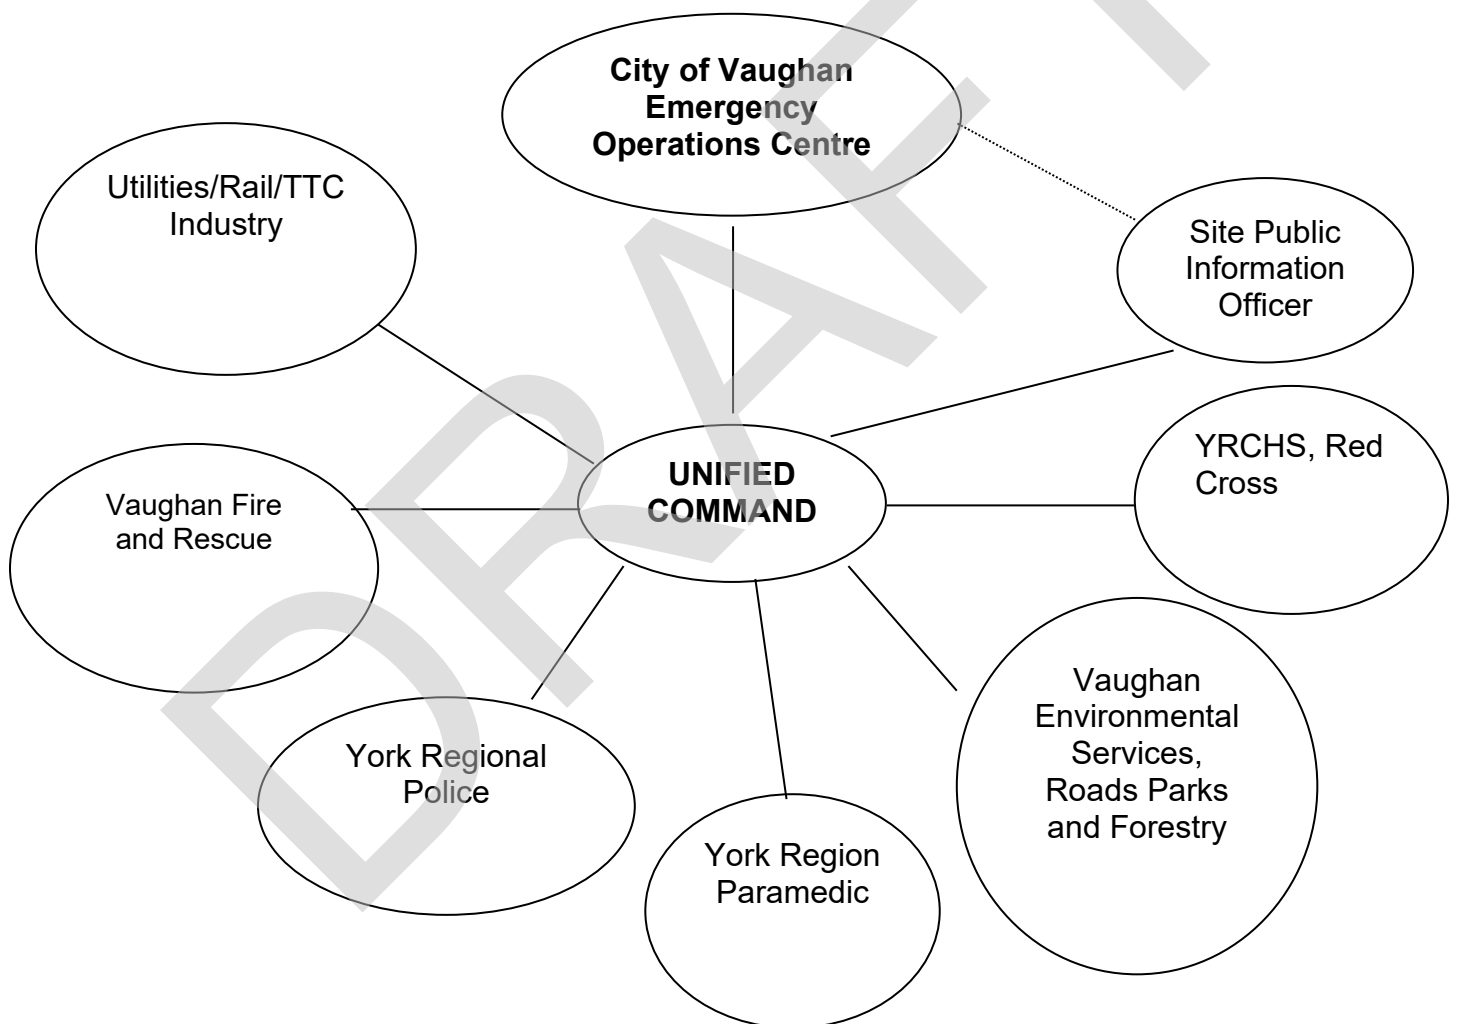 City of Vaughan
Emergency
Operations Centre
Utilities/Rail/TTC
Industry
Site Public
Information
Officer
UNIFIED
COMMAND
YRCHS, Red
Cross
Vaughan Fire
and Rescue
York Regional
Police
York Region
Paramedic
Vaughan
Environmental
Services,
Roads Parks
and Forestry
DRAFT